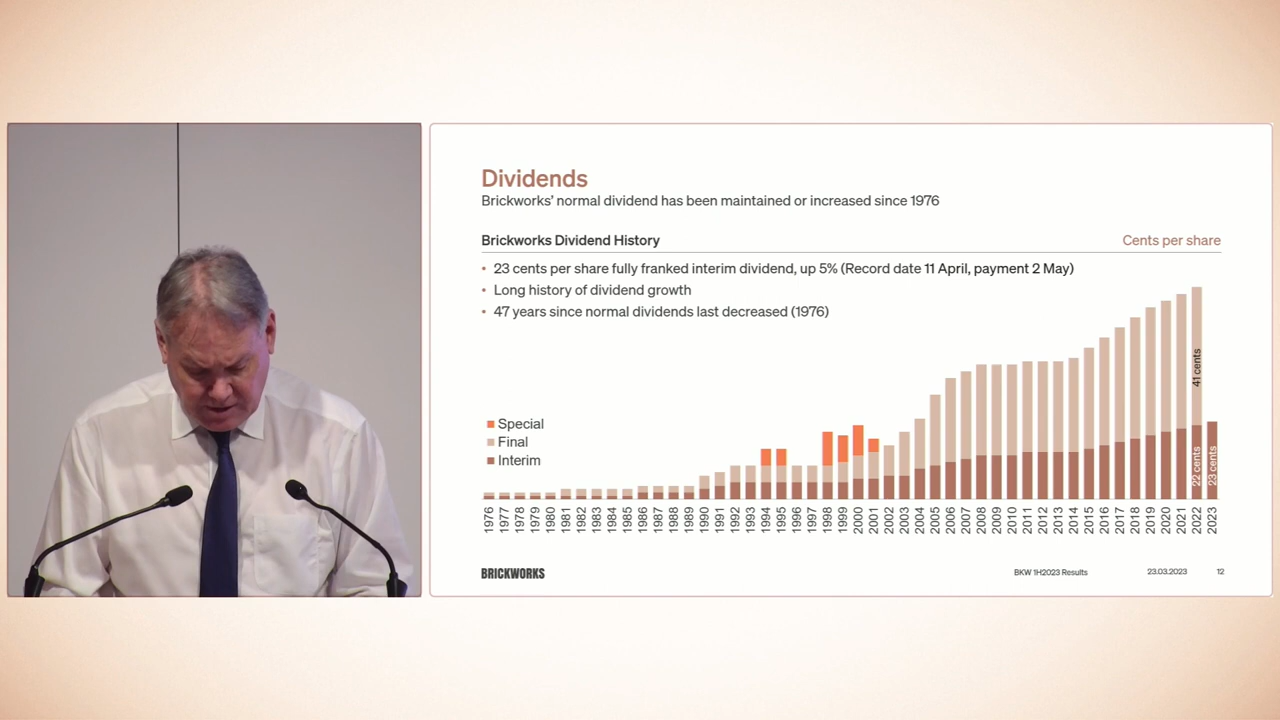 Dividends
Brickworks’ normal dividend has been maintained or increased since 1976
Brickworks Dividend History
Cents per share
• 23 cents per share fully franked interim dividend, up 5% (Record date 11 April, payment 2 May)
• Long history of dividend growth
• 47 years since normal dividends last decreased (1976)
Special
Final
Interim
41 cents
22 cents
23 cents
1976 1977 1978 1979 1980 1981 1982 1983 1984 1985 1986 1987 1988 1989 1990 1991 1992 1993 1994 1995 1996 1997 1998 1999 2000 2001 2002 2003 2004 2005 2006 2007 2008 2009 2010 2011 2012 2013 2014 2015 2016 2017 2018 2019 2020 2021 2022 2023
BRICKWORKS
BKW 1H2023 Results
23.03.2023
12